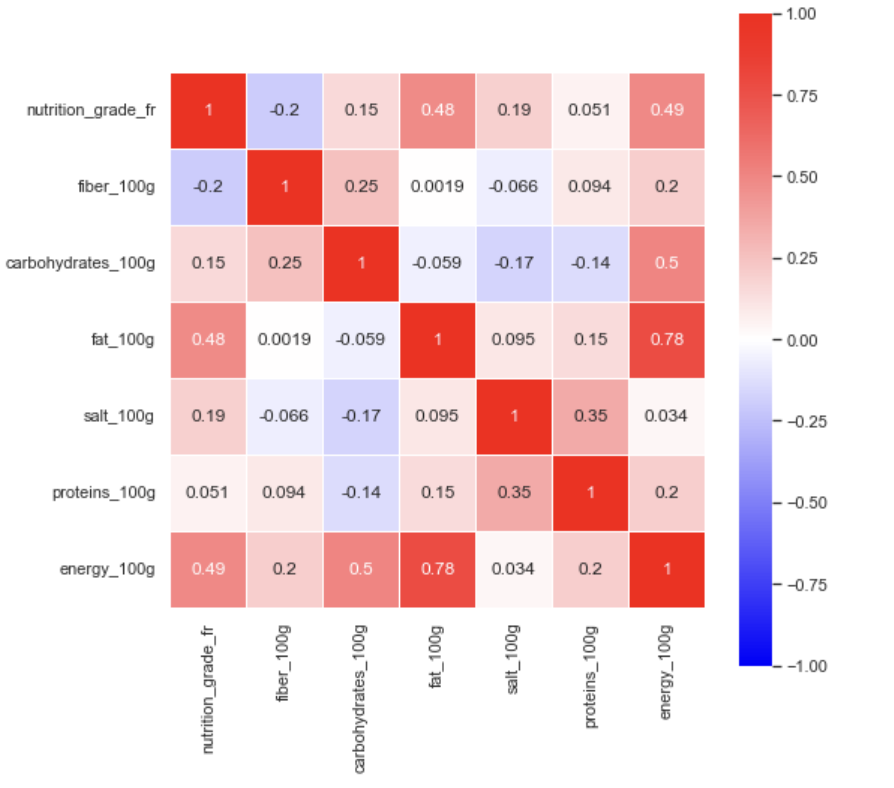 1.00
nutrition_grade_fr 1 -0.2 0.15 0.48 0.19 0.051 0.49
0.75
fiber_100g -0.2 1 0.25 0.0019 -0.066 0.094 0.2
0.50
carbohydrates_100g 0.15 0.25 1 -0.059 -0.17 -0.14 0.5
0.25
fat_100g 0.48 0.0019 -0.059 1 0.095 0.15 0.78
0.00
salt_100g 0.19 -0.066 -0.17 0.095 1 0.35 0.034
−0.25
proteins_100g 0.051 0.094 -0.14 0.15 0.35 1 0.2
−0.50
energy_100g 0.49 0.2 0.5 0.78 0.034 0.2 1
−0.75
−1.00
nutrition_grade_fr
fiber_100g
carbohydrates_100g
fat_100g
salt_100g
proteins_100g
energy_100g